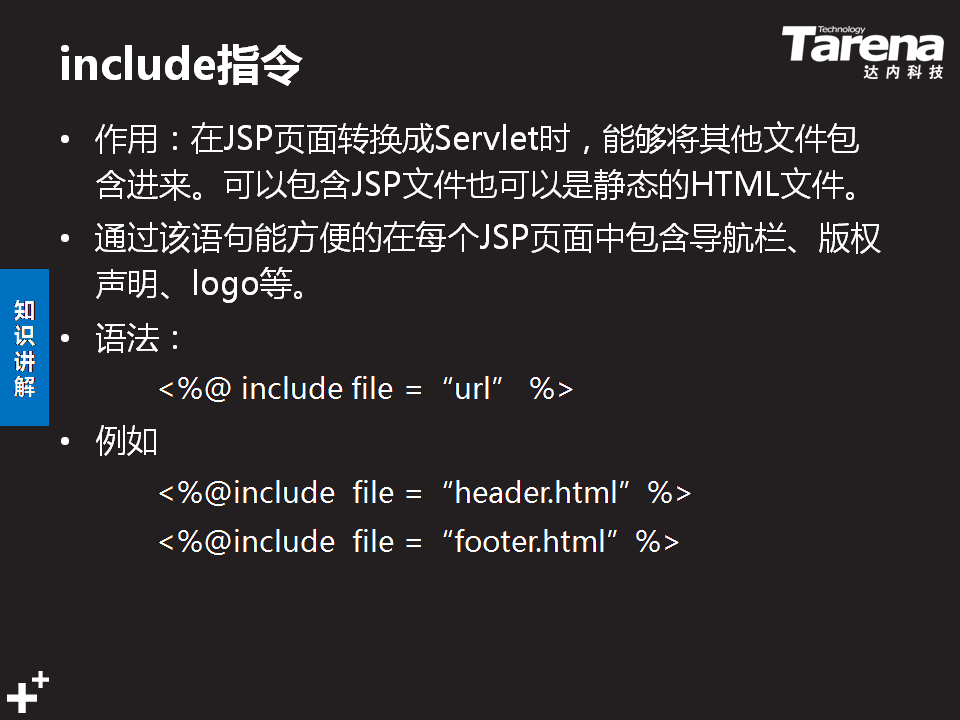 include指令
Technology
Tarena
达内科技
• 作用：在JSP页面转换成Servlet时，能够将其他文件包
含进来。可以包含JSP文件也可以是静态的HTML文件。
• 通过该语句能方便的在每个JSP页面中包含导航栏、版权
声明、logo等。
• 语法：
<%@ include file = “url” %>
• 例如
<%@include file = “header.html” %>
<%@include file = “footer.html” %>
知识讲解